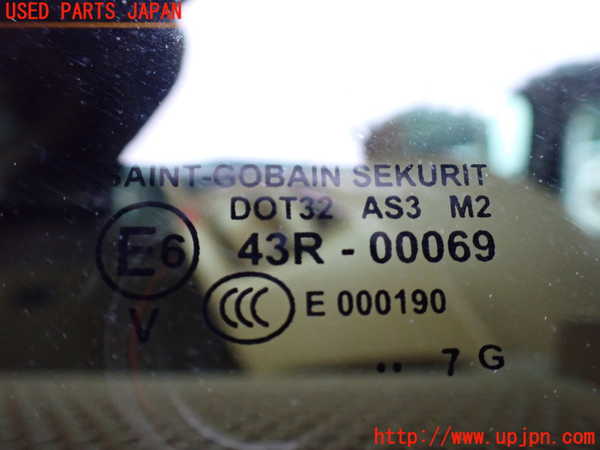 USED PARTS JAPAN
SAINT-GOBAIN SEKURIT
DOT32 AS3 M2
E6 43R - 00069
V
CCC E 000190
.. 7 G
http://www.upjpn.com/